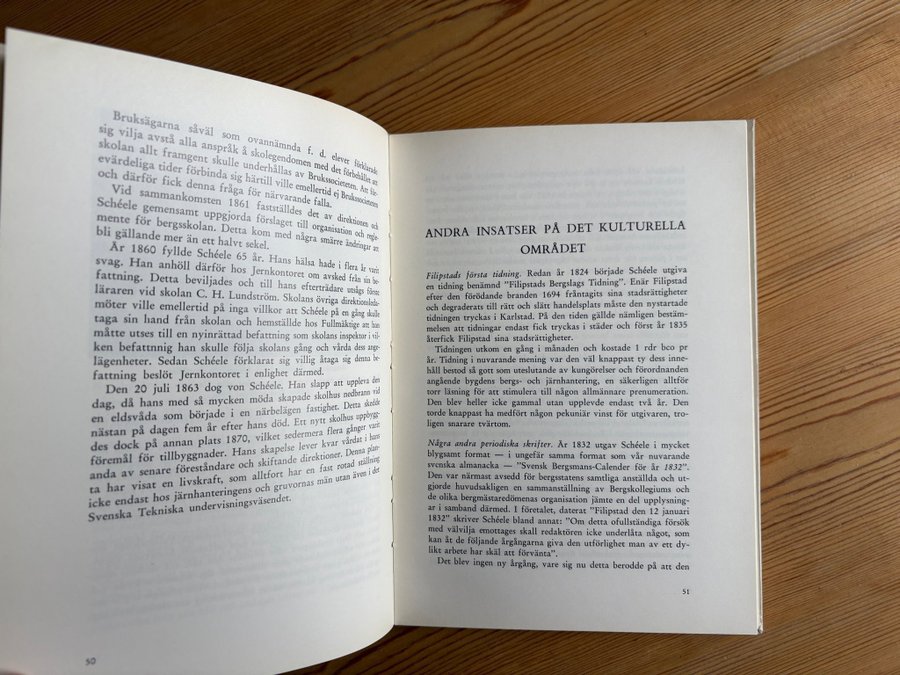 Bruksägarna såväl som ovannämnda f. d. elever förklarade
sig vilja avstå alla anspråk å skolegendomen med det förbehållet att
skolan allt framgent skulle underhållas av Brukssocieteten. Att för
evärdeliga tider förbinda sig härtill ville emellertid ej Brukssocieteten
och därför fick denna fråga för närvarande falla.
Vid sammankomsten 1861 fastställdes det av direktionen och
Schéele gemensamt uppgjorda förslaget till organisation och regle-
mente för bergsskolan. Detta kom med några smärre ändringar att
bli gällande mer än ett halvt sekel.
År 1860 fyllde Schéele 65 år. Hans hälsa hade i flera år varit
svag. Han anhöll därför hos Jernkontoret om avsked från sin be-
fattning. Detta beviljades och till hans efterträdare utsågs förste
läraren vid skolan C. H. Lundström. Skolans övriga direktionsleda-
möter ville emellertid på inga villkor att Schéele på en gång skulle
taga sin hand från skolan och hemställde hos Fullmäktige att han
måtte utses till en nyinrättad befattning som skolans inspektor i vil-
ken befattnnig han skulle följa skolans gång och vårda dess ange-
lägenheter. Sedan Schéele förklarat sig villig åtaga sig denna be-
fattning beslöt Jernkontoret i enlighet därmed.
Den 20 juli 1863 dog von Schéele. Han slapp att uppleva den
dag, då hans med så mycken möda skapade skolhus nedbrann vid
en eldsvåda som började i en närbelägen fastighet. Detta skedde
nästan på dagen fem år efter hans död. Ett nytt skolhus uppbygg-
des dock på annan plats 1870, vilket sedermera flera gånger varit
föremål för tillbyggnader. Hans skapelse lever kvar vårdat i hans
anda av senare föreståndare och skiftande direktioner. Denna plan-
ta har visat en livskraft, som alltfort har en fast rotad ställning
icke endast hos järnhanteringens och gruvornas män utan även i det
Svenska Tekniska undervisningsväsendet.
50
ANDRA INSATSER PÅ DET KULTURELLA
OMRÅDET
Filipstads första tidning. Redan år 1824 började Schéele utgiva
en tidning benämnd "Filipstads Bergslags Tidning". Enär Filipstad
efter den förödande branden 1694 fråntagits sina stadsrättigheter
och degraderats till rätt och slätt handelsplats måste den nystartade
tidningen tryckas i Karlstad. På den tiden gällde nämligen bestäm-
melsen att tidningar endast fick tryckas i städer och först år 1835
återfick Filipstad sina stadsrättigheter.
Tidningen utkom en gång i månaden och kostade 1 rdr bco pr
år. Tidning i nuvarande mening var den väl knappast ty dess inne-
håll bestod så gott som uteslutande av kungörelser och förordnanden
angående bygdens bergs- och järnhantering, en säkerligen alltför
torr läsning för att stimulera till någon allmännare prenumeration.
Den blev heller icke gammal utan upplevde endast två år. Den
torde knappast ha medfört någon pekuniär vinst för utgivaren, tro-
ligen snarare tvärtom.
Några andra periodiska skrifter. År 1832 utgav Schéele i mycket
blygsamt format — i ungefär samma format som vår nuvarande
svenska almanacka — "Svensk Bergsmans-Calender för år 1832".
Den var närmast avsedd för bergsstatens samtliga anställda och ut-
gjorde huvudsakligen en sammanställning av Bergskollegiums och
de olika bergmästaredömenas organisation jämte en del upplysning-
ar i samband därmed. I företalet, daterat "Filipstad den 12 januari
1832" skriver Schéele bland annat: "Om detta ofullständiga försök
med välvilja emottages skall redaktören icke underlåta något, som
kan åt de följande årgångarna giva den utförlighet man av ett dy-
likt arbete har skäl att förvänta".
Det blev ingen ny årgång, vare sig nu detta berodde på att den
51